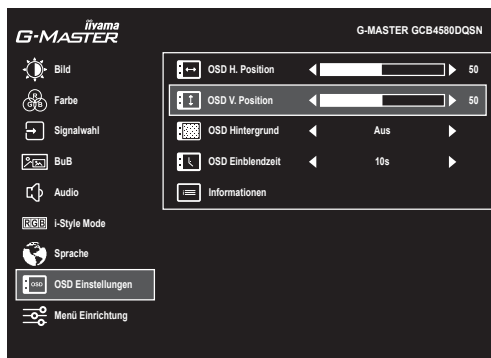 iiyama
G-MASTER
G-MASTER GCB4580DQSN
Bild
Farbe
Signalwahl
BuB
Audio
RGB i-Style Mode
Sprache
OSD OSD Einstellungen
Menü Einrichtung
OSD H. Position 50
OSD V. Position 50
OSD Hintergrund Aus
OSD Einblendzeit 10s
Informationen
R
G B